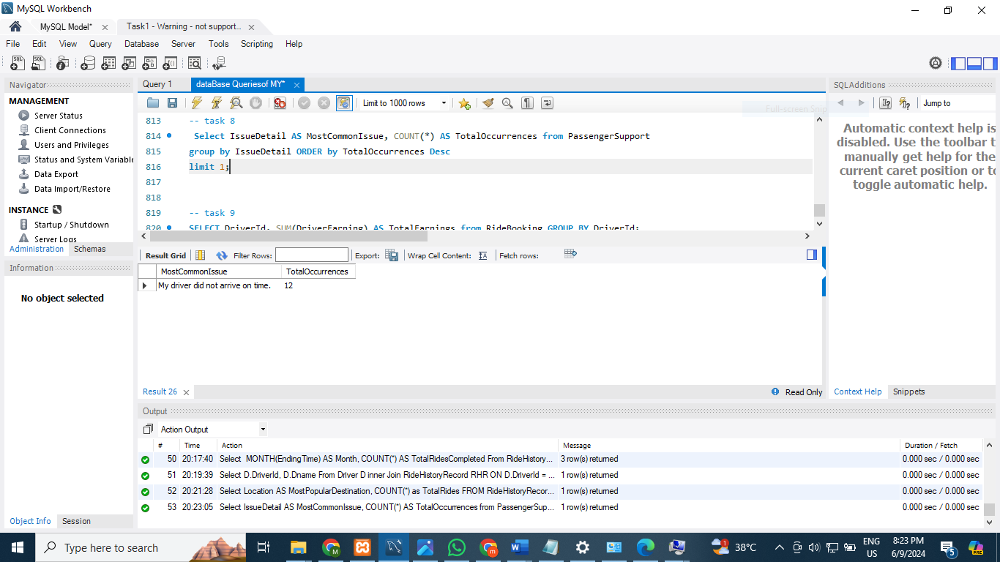 MySQL Workbench
MySQL Model*
Task1 - Warning - not support...
File Edit View Query Database Server Tools Scripting Help
Navigator
MANAGEMENT
Server Status
Client Connections
Users and Privileges
Status and System Variable
Data Export
Data Import/Restore
INSTANCE
Startup / Shutdown
Server Logs
Administration Schemas
Information
No object selected
Object Info Session
Query 1
dataBase Queriesof MY*
Limit to 1000 rows
Full-screen Snip
813 -- task 8
814 Select IssueDetail AS MostCommonIssue, COUNT(*) AS TotalOccurrences from PassengerSupport
815 group by IssueDetail ORDER by TotalOccurrences Desc
816 limit 1;
817
818
819 -- task 9
820 SELECT DriverId, SUM(DriverEarning) AS TotalEarnings from RideBooking GROUP BY DriverId;
Result Grid Filter Rows: Export: Wrap Cell Content: Fetch rows:
MostCommonIssue TotalOccurrences
My driver did not arrive on time. 12
Result 26
Read Only
SQLAdditions
Jump to
Automatic context help is
disabled. Use the toolbar t
manually get help for the
current caret position or to
toggle automatic help.
Context Help Snippets
Output
Action Output
# Time Action Message Duration / Fetch
50 20:17:40 Select MONTH(EndingTime) AS Month, COUNT(*) AS TotalRidesCompleted From RideHistory... 3 row(s) returned 0.000 sec / 0.000 sec
51 20:19:39 Select D.DriverId, D.Dname From Driver D inner Join RideHistoryRecord RHR ON D.DriverId = ... 1 row(s) returned 0.000 sec / 0.000 sec
52 20:21:28 Select Location AS MostPopularDestination, COUNT(*) as TotalRides FROM RideHistoryRecor... 1 row(s) returned 0.000 sec / 0.000 sec
53 20:23:05 Select IssueDetail AS MostCommonIssue, COUNT(*) AS TotalOccurrences from PassengerSup... 1 row(s) returned 0.000 sec / 0.000 sec
Type here to search
1
38°C
ENG
US
8:23 PM
6/9/2024
5
PRE